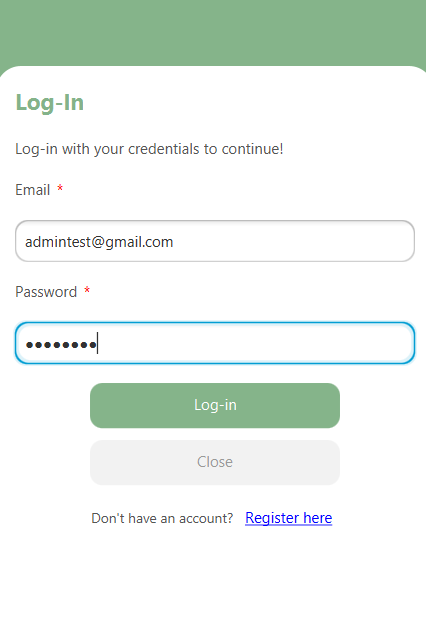 Log-In
Log-in with your credentials to continue!
Email *
admintest@gmail.com
Password *
●●●●●●●●
Log-in
Close
Don't have an account? Register here